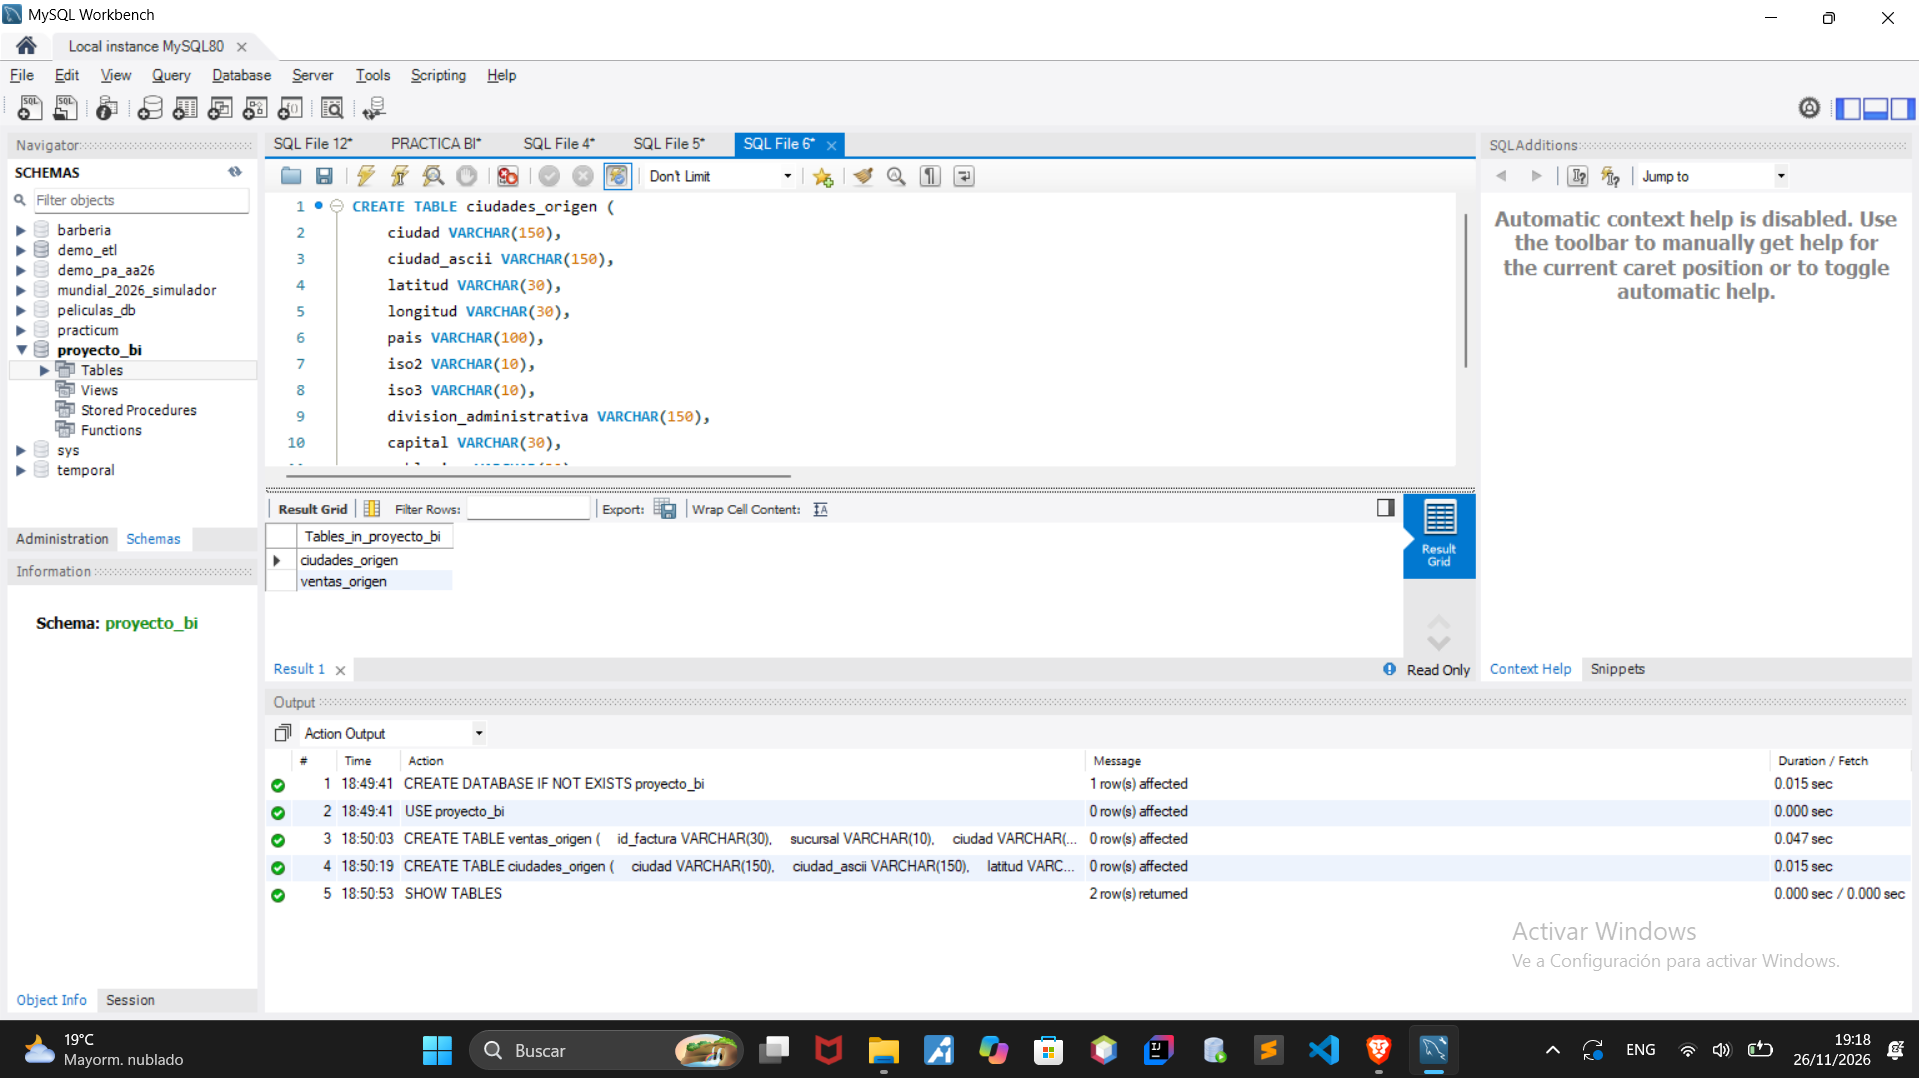 MySQL Workbench
Local instance MySQL80
File Edit View Query Database Server Tools Scripting Help
Navigator
SCHEMAS
Filter objects
barberia
demo_etl
demo_pa_aa26
mundial_2026_simulador
peliculas_db
practicum
proyecto_bi
Tables
Views
Stored Procedures
Functions
sys
temporal
Administration Schemas
Information
Schema: proyecto_bi
Object Info Session
SQL File 12* PRACTICA BI* SQL File 4* SQL File 5* SQL File 6*
Don't Limit
1 CREATE TABLE ciudades_origen (
2 ciudad VARCHAR(150),
3 ciudad_ascii VARCHAR(150),
4 latitud VARCHAR(30),
5 longitud VARCHAR(30),
6 pais VARCHAR(100),
7 iso2 VARCHAR(10),
8 iso3 VARCHAR(10),
9 division_administrativa VARCHAR(150),
10 capital VARCHAR(30),
Result Grid Filter Rows: Export: Wrap Cell Content:
Tables_in_proyecto_bi
ciudades_origen
ventas_origen
Result Grid
Result 1
Read Only
SQLAdditions
Jump to
Automatic context help is disabled. Use
the toolbar to manually get help for
the current caret position or to toggle
automatic help.
Context Help Snippets
Output
Action Output
# Time Action Message Duration / Fetch
1 18:49:41 CREATE DATABASE IF NOT EXISTS proyecto_bi 1 row(s) affected 0.015 sec
2 18:49:41 USE proyecto_bi 0 row(s) affected 0.000 sec
3 18:50:03 CREATE TABLE ventas_origen ( id_factura VARCHAR(30), sucursal VARCHAR(10), ciudad VARCHAR(... 0 row(s) affected 0.047 sec
4 18:50:19 CREATE TABLE ciudades_origen ( ciudad VARCHAR(150), ciudad_ascii VARCHAR(150), latitud VARC... 0 row(s) affected 0.015 sec
5 18:50:53 SHOW TABLES 2 row(s) returned 0.000 sec / 0.000 sec
Activar Windows
Ve a Configuración para activar Windows.
19°C
Mayorm. nublado
Buscar
ENG
19:18
26/11/2026